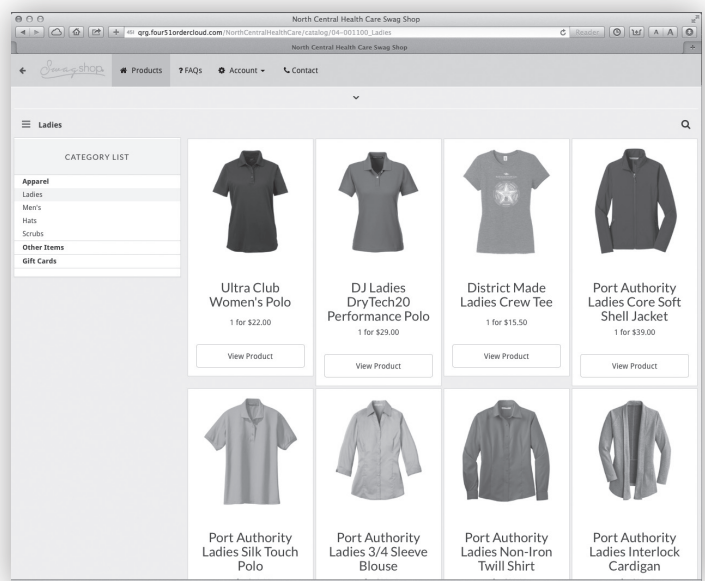 North Central Health Care Swag Shop
qrg.four51ordercloud.com/NorthCentralHealthCare/catalog/04-001100_Ladies
Reader
A A
North Central Health Care Swag Shop
Swag shop Products ? FAQs Account Contact
Ladies
CATEGORY LIST
Apparel
Ladies
Men's
Hats
Scrubs
Other Items
Gift Cards
Ultra Club
Women's Polo
1 for $22.00
View Product
DJ Ladies
DryTech20
Performance Polo
1 for $29.00
View Product
District Made
Ladies Crew Tee
1 for $15.50
View Product
Port Authority
Ladies Core Soft
Shell Jacket
1 for $39.00
View Product
Port Authority
Ladies Silk Touch
Polo
Port Authority
Ladies 3/4 Sleeve
Blouse
Port Authority
Ladies Non-Iron
Twill Shirt
Port Authority
Ladies Interlock
Cardigan